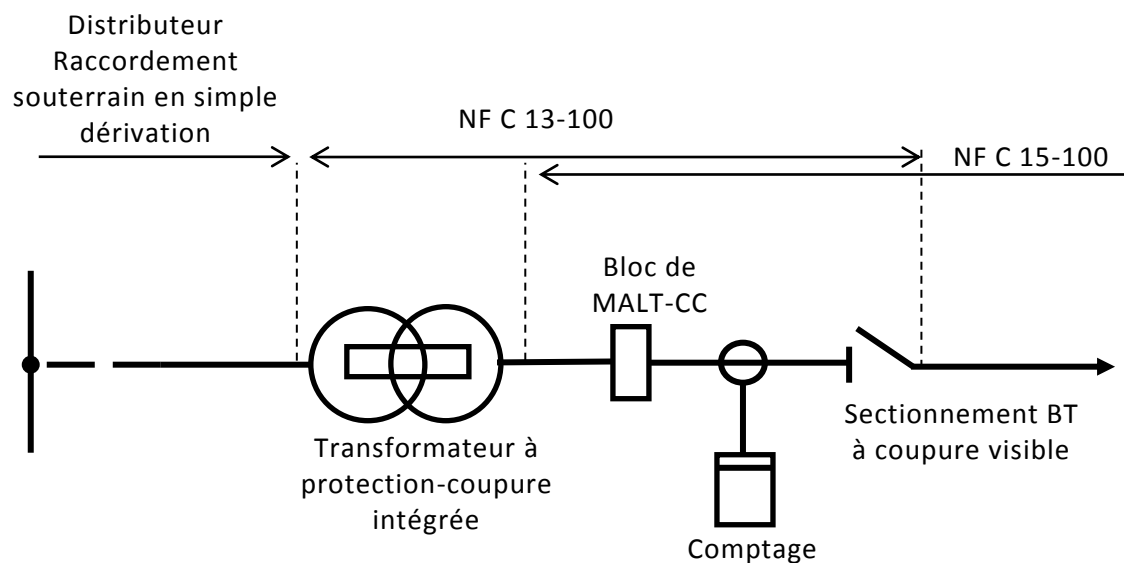 Distributeur
Raccordement
souterrain en simple
dérivation
NF C 13-100
NF C 15-100
Bloc de
MALT-CC
Transformateur à
protection-coupure
intégrée
Sectionnement BT
à coupure visible
Comptage